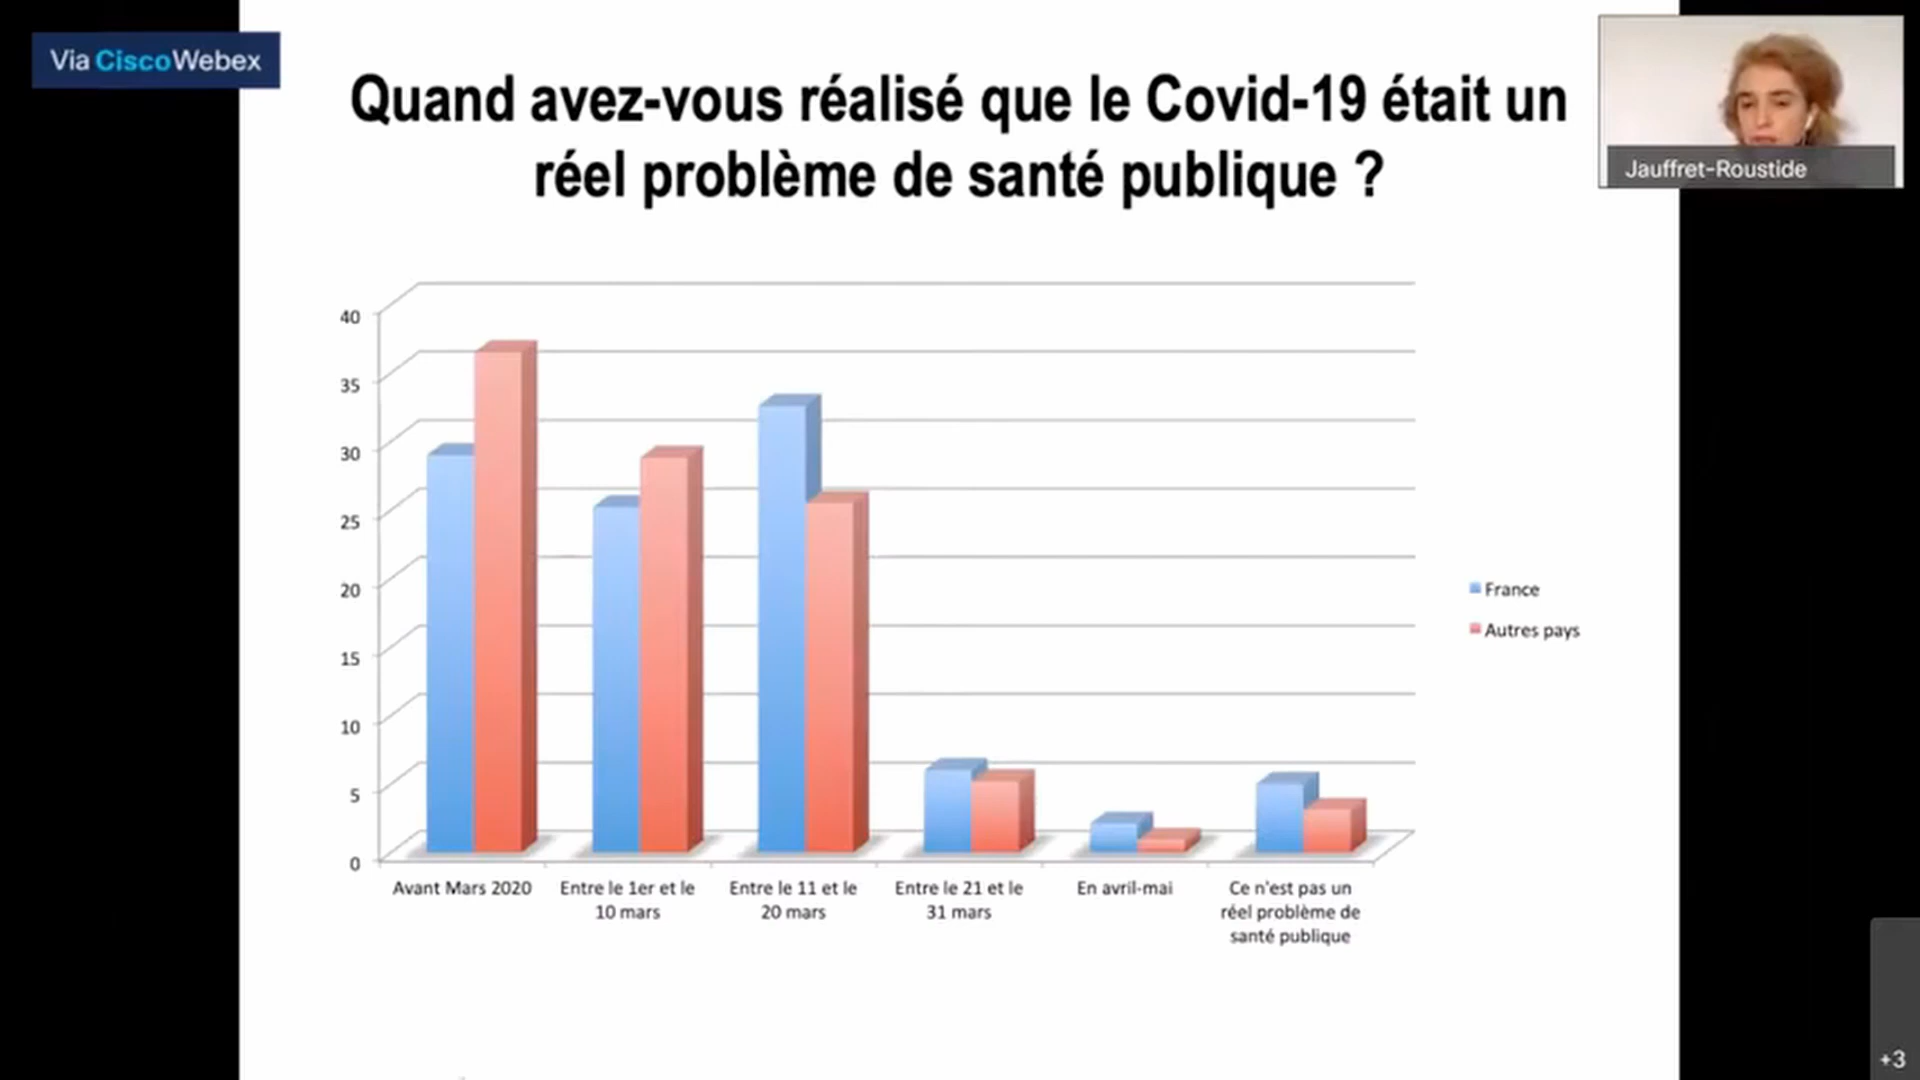 Via CiscoWebex
Quand avez-vous réalisé que le Covid-19 était un
réel problème de santé publique ?
Jauffret-Roustide
40
35
30
25
20
15
10
5
0
Avant Mars 2020
Entre le 1er et le
10 mars
Entre le 11 et le
20 mars
Entre le 21 et le
31 mars
En avril-mai
Ce n'est pas un
réel problème de
santé publique
France
Autres pays
+3